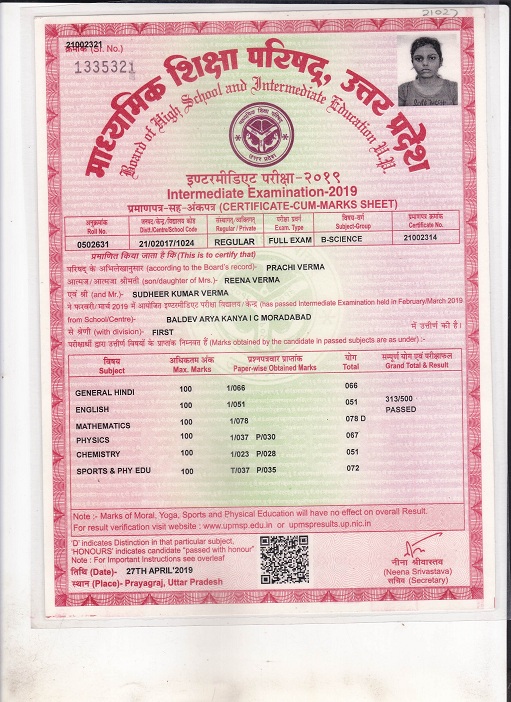 21023
21002321
क्रमांक (Sl. No.)
1335321
माध्यमिक शिक्षा परिषद, उत्तर प्रदेश
Board of High School and Intermediate Education U.P.
इण्टरमीडिएट परीक्षा-२०१९
Intermediate Examination-2019
प्रमाणपत्र-सह-अंकपत्र (CERTIFICATE-CUM-MARKS SHEET)
अनुक्रमांक जनपद/केन्द्र/विद्यालय कोड संस्थागत/व्यक्तिगत परीक्षा प्रकार विषय-वर्ग प्रमाणपत्र क्रमांक
Roll No. Distt./Centre/School Code Regular / Private Exam. Type Subject-Group Certificate No.
0502631 21/02017/1024 REGULAR FULL EXAM B-SCIENCE 21002314
प्रमाणित किया जाता है कि (This is to certify that)
परिषद के अभिलेखानुसार (according to the Board's record)- PRACHI VERMA
आत्मज/आत्मजा श्रीमती (son/daughter of Mrs.)- REENA VERMA
एवं श्री (and Mr.)- SUDHEER KUMAR VERMA
ने फरवरी/मार्च 2019 में आयोजित इण्टरमीडिएट परीक्षा विद्यालय/केन्द्र (has passed Intermediate Examination held in February/March 2019
from School/Centre)- BALDEV ARYA KANYA I C MORADABAD
से श्रेणी (with division)- FIRST में उत्तीर्ण की है।
परीक्षार्थी द्वारा उत्तीर्ण विषयों के प्राप्तांक निम्नवत हैं (Marks obtained by the candidate in passed subjects are as under) :-
विषय अधिकतम अंक प्रश्नपत्रवार प्राप्तांक योग सम्पूर्ण योग एवं परीक्षाफल
Subject Max. Marks Paper-wise Obtained Marks Total Grand Total & Result
GENERAL HINDI 100 1/066 066
ENGLISH 100 1/051 051 313/500
PASSED
MATHEMATICS 100 1/078 078 D
PHYSICS 100 1/037 P/030 067
CHEMISTRY 100 1/023 P/028 051
SPORTS & PHY EDU 100 T/037 P/035 072
Note :- Marks of Moral, Yoga, Sports and Physical Education will have no effect on overall Result.
For result verification visit website : www.upmsp.edu.in or upmspresults.up.nic.in
'D' indicates Distinction in that particular subject,
'HONOURS' indicates candidate "passed with honour"
Note : For Important Instructions see overleaf
तिथि (Date)- 27TH APRIL'2019
स्थान (Place)- Prayagraj, Uttar Pradesh
नीना श्रीवास्तव
(Neena Srivastava)
सचिव (Secretary)